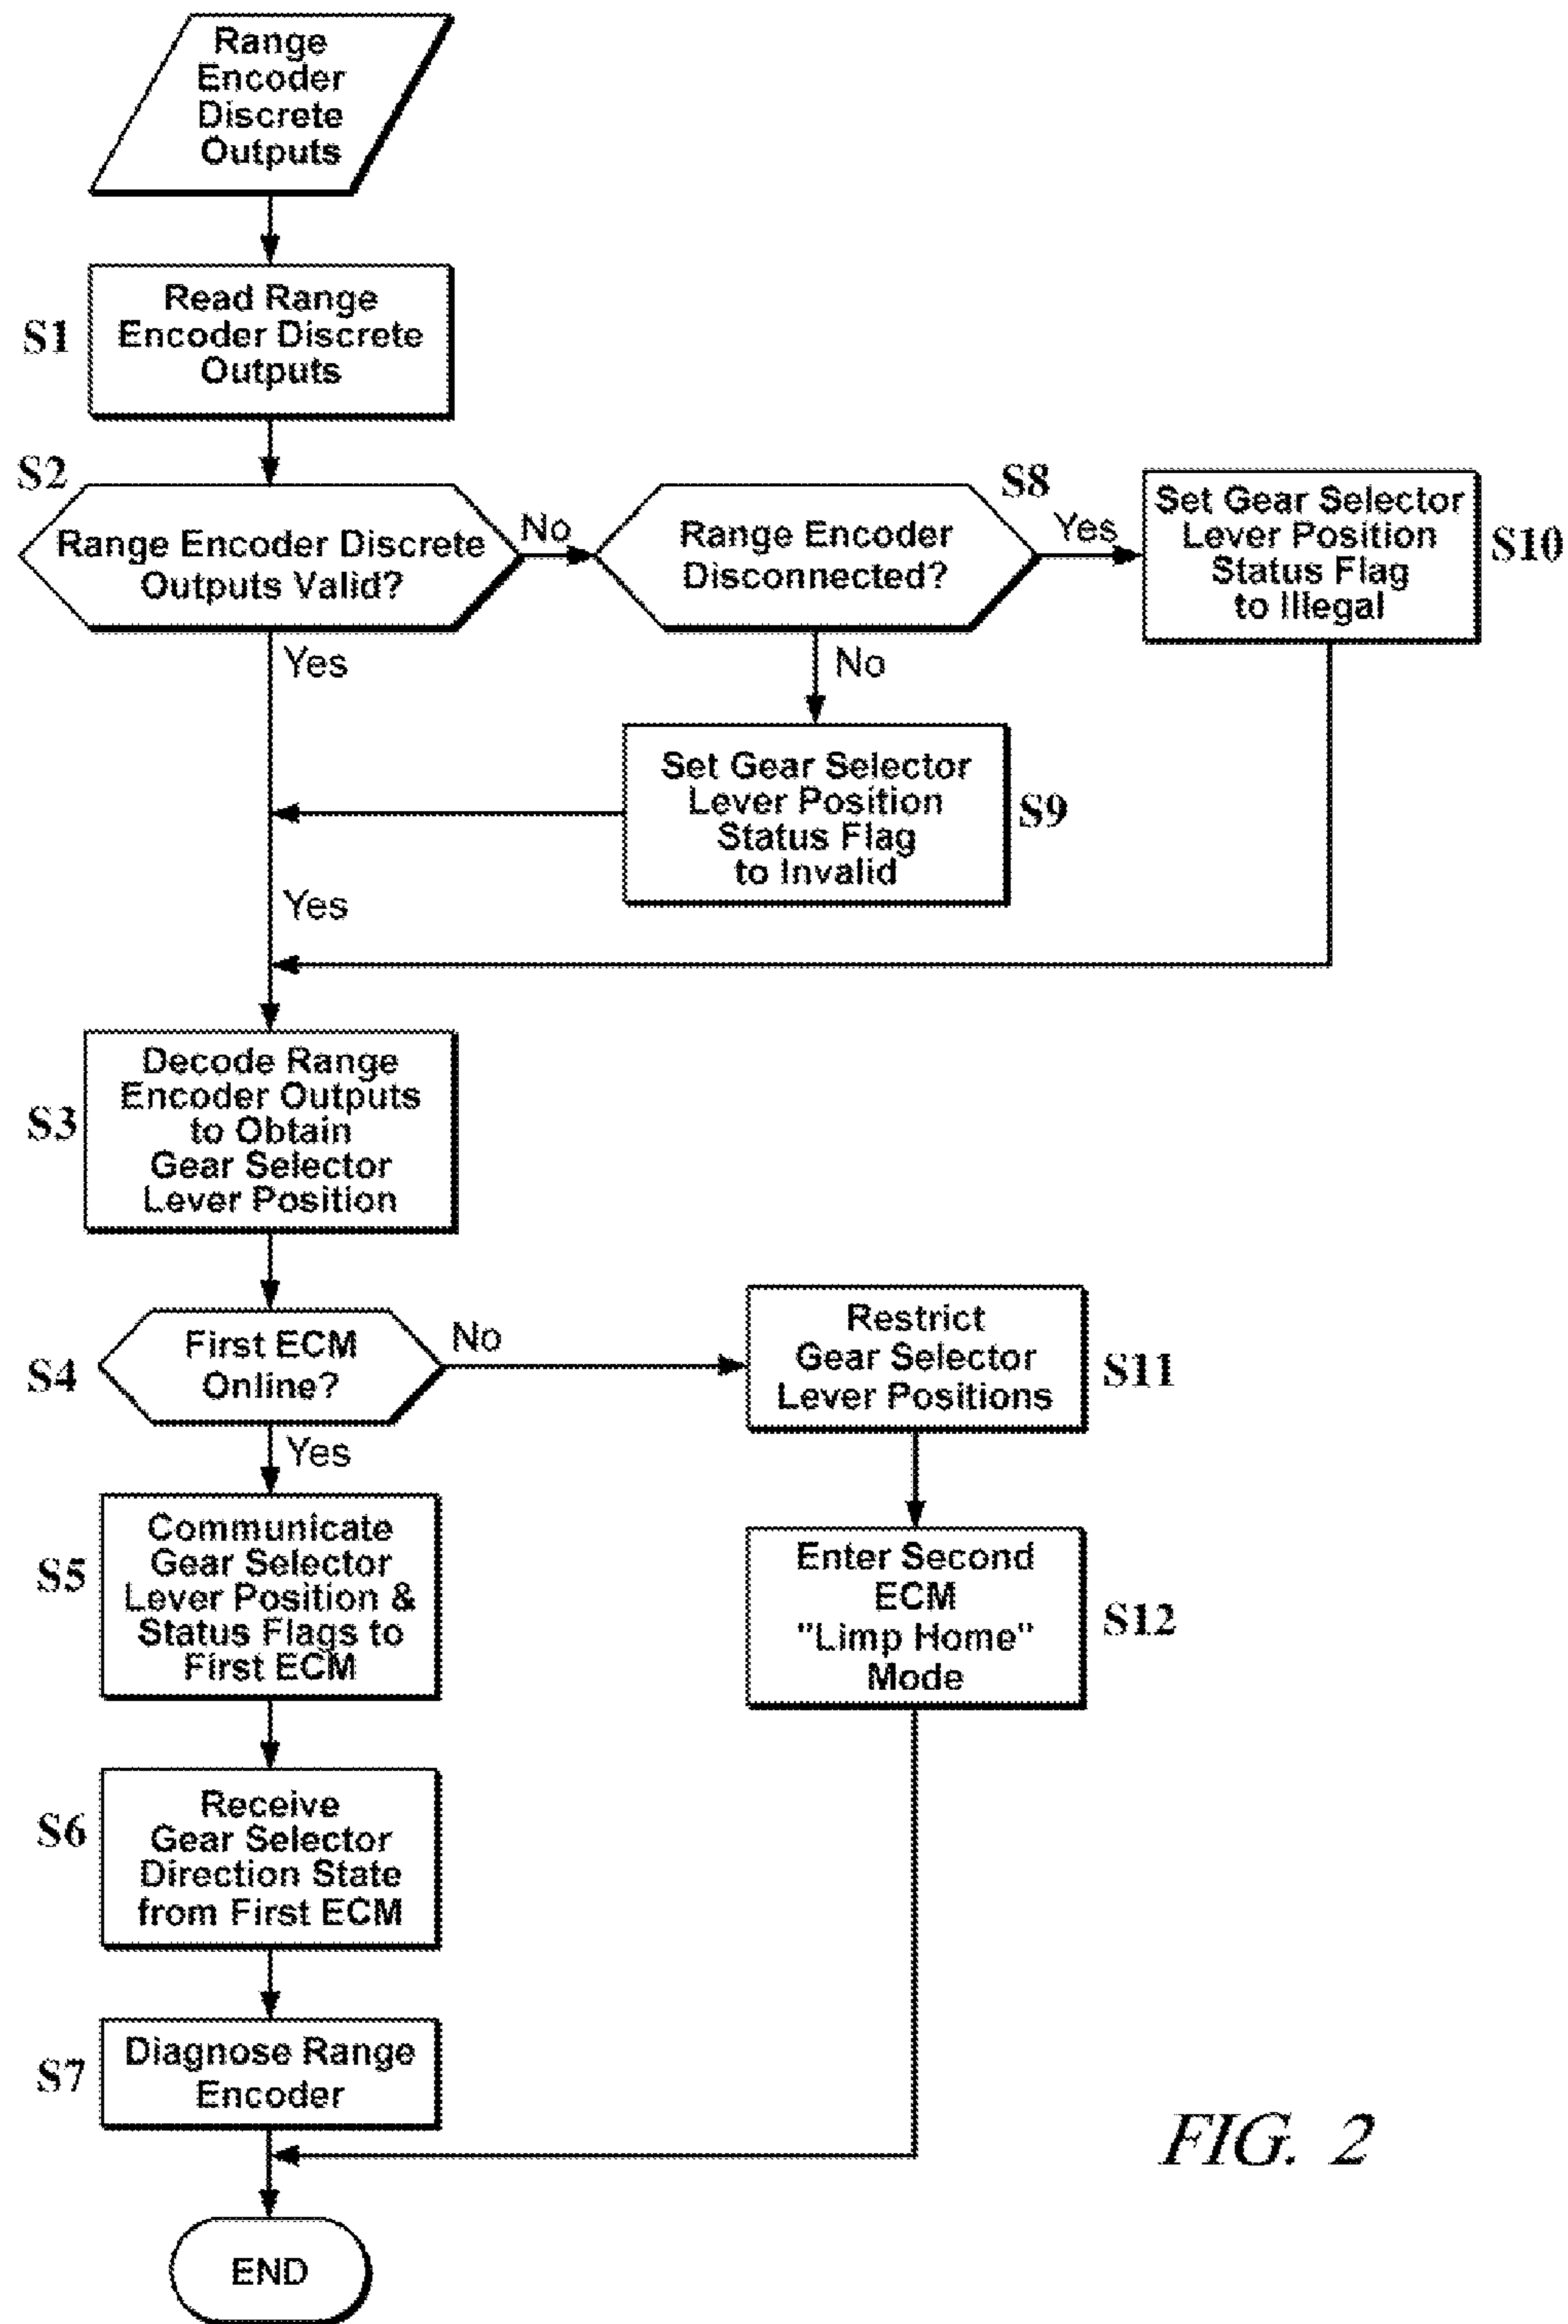 Range
Encoder
Discrete
Outputs
S1
Read Range
Encoder Discrete
Outputs
S2
Range Encoder Discrete
Outputs Valid?
No
Yes
S8
Range Encoder
Disconnected?
Yes
No
Set Gear Selector
Lever Position
Status Flag
to Illegal
S10
Set Gear Selector
Lever Position
Status Flag
to Invalid
S9
Yes
S3
Decode Range
Encoder Outputs
to Obtain
Gear Selector
Lever Position
S4
First ECM
Online?
No
Yes
Restrict
Gear Selector
Lever Positions
S11
S5
Communicate
Gear Selector
Lever Position &
Status Flags to
First ECM
Enter Second
ECM
"Limp Home"
Mode
S12
S6
Receive
Gear Selector
Direction State
from First ECM
S7
Diagnose Range
Encoder
END
FIG. 2